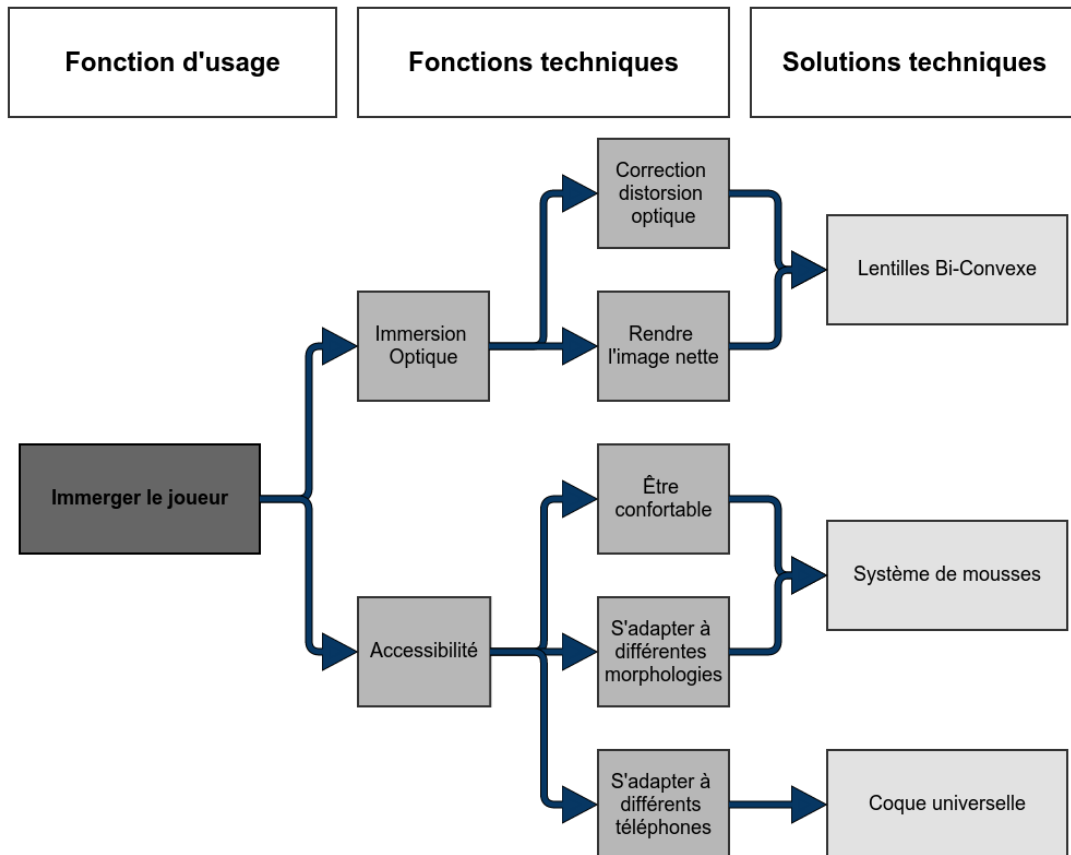 Fonction d'usage
Fonctions techniques
Solutions techniques
Correction
distorsion
optique
Lentilles Bi-Convexe
Immersion
Optique
Rendre
l'image nette
Immerger le joueur
Être
confortable
Système de mousses
Accessibilité
S'adapter à
différentes
morphologies
S'adapter à
différents
téléphones
Coque universelle